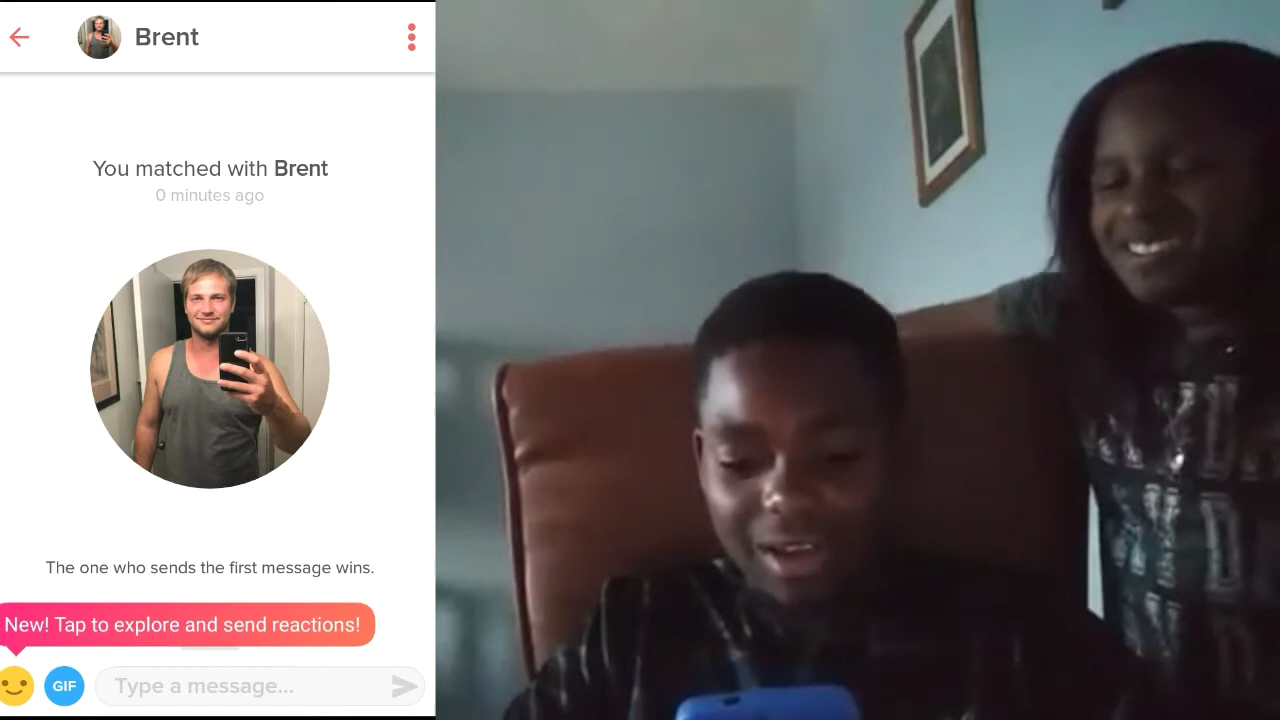 Brent
You matched with Brent
0 minutes ago
The one who sends the first message wins.
New! Tap to explore and send reactions!
GIF
Type a message...